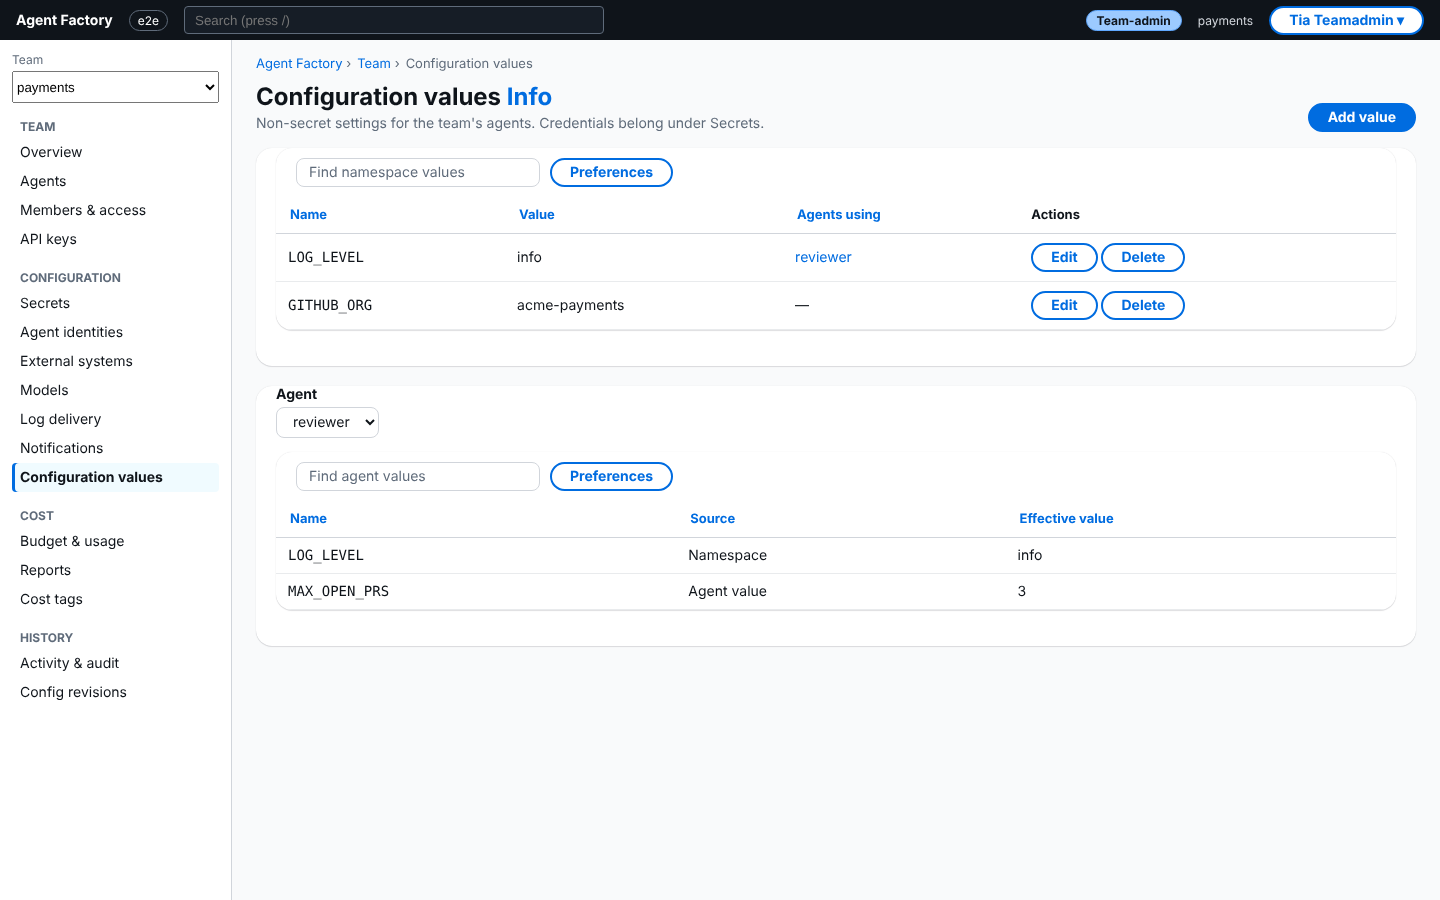 Agent Factory e2e Search (press /) Team-admin payments Tia Teamadmin ▾
Team
payments
TEAM
Overview
Agents
Members & access
API keys
CONFIGURATION
Secrets
Agent identities
External systems
Models
Log delivery
Notifications
Configuration values
COST
Budget & usage
Reports
Cost tags
HISTORY
Activity & audit
Config revisions
Agent Factory › Team › Configuration values
Configuration values Info
Non-secret settings for the team's agents. Credentials belong under Secrets.
Add value
Find namespace values Preferences
Name Value Agents using Actions
LOG_LEVEL info reviewer Edit Delete
GITHUB_ORG acme-payments — Edit Delete
Agent
reviewer
Find agent values Preferences
Name Source Effective value
LOG_LEVEL Namespace info
MAX_OPEN_PRS Agent value 3